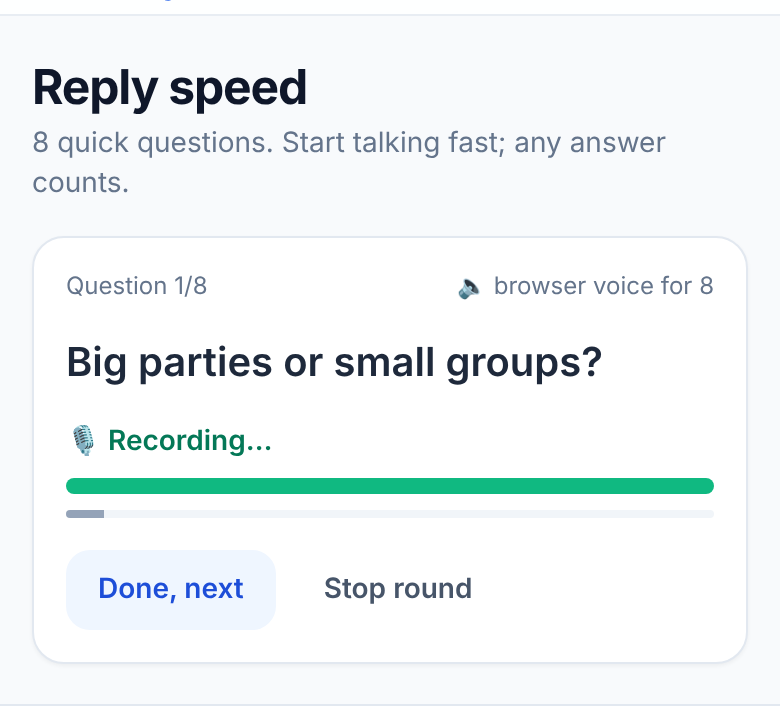 Reply speed
8 quick questions. Start talking fast; any answer
counts.
Question 1/8
🔈 browser voice for 8
Big parties or small groups?
🎙️ Recording...
Done, next
Stop round